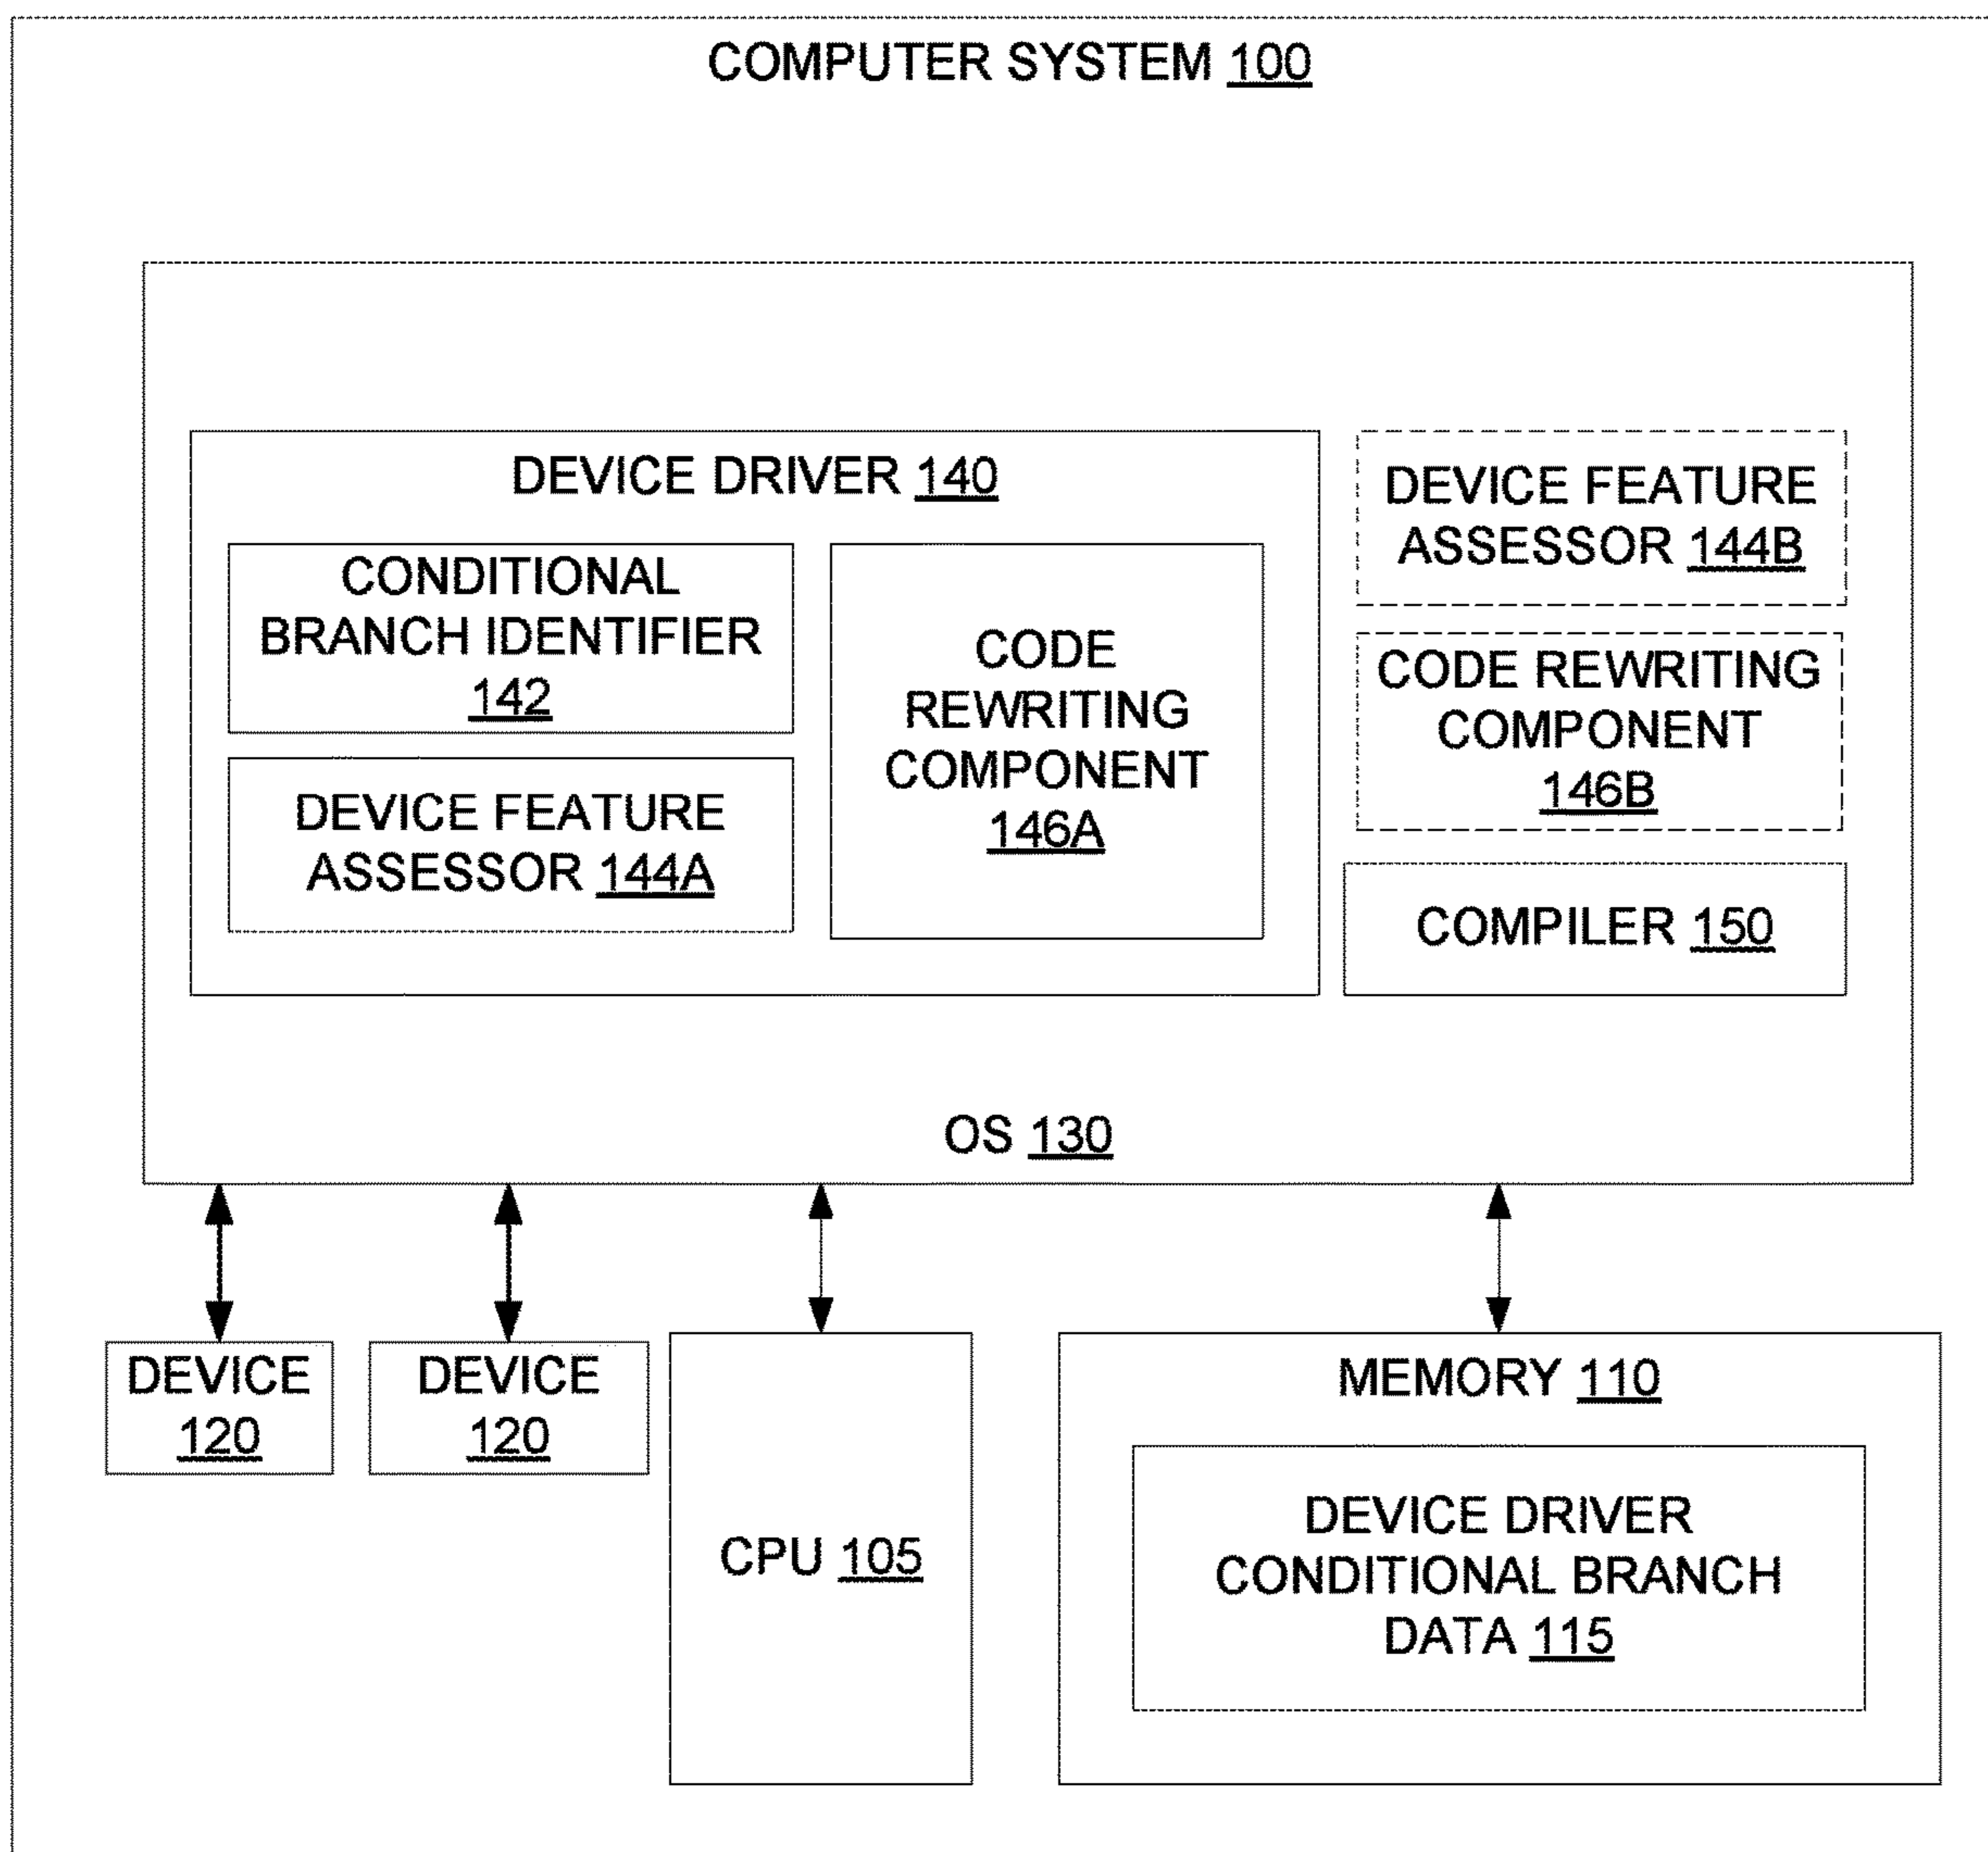 COMPUTER SYSTEM 100
DEVICE DRIVER 140
CONDITIONAL
BRANCH IDENTIFIER
142
DEVICE FEATURE
ASSESSOR 144A
CODE
REWRITING
COMPONENT
146A
DEVICE FEATURE
ASSESSOR 144B
CODE REWRITING
COMPONENT
146B
COMPILER 150
OS 130
DEVICE
120
DEVICE
120
CPU 105
MEMORY 110
DEVICE DRIVER
CONDITIONAL BRANCH
DATA 115